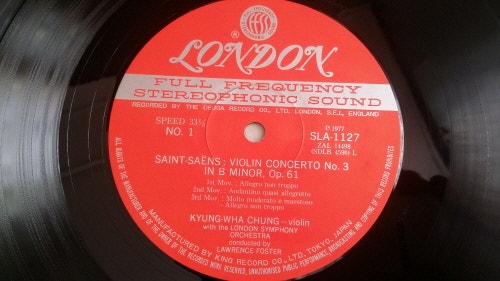 LONDON
FULL FREQUENCY
STEREOPHONIC SOUND
RECORDED BY THE DECCA RECORD CO., LTD. LONDON, S.E.I., ENGLAND
SPEED 33⅓
NO. 1
Ⓟ 1977
SLA-1127
ZAL 14498
SAINT-SAËNS: VIOLIN CONCERTO No. 3
IN B MINOR, Op. 61
1st Mov.: Allegro non troppo
2nd Mov.: Andantino quasi allegretto
3rd Mov.: Molto moderato e maestoso
Allegro non troppo
KYUNG-WHA CHUNG – violin
with the LONDON SYMPHONY
ORCHESTRA
conducted by
LAWRENCE FOSTER
MANUFACTURED BY KING RECORD CO., LTD, TOKYO, JAPAN
ALL RIGHTS OF THE MANUFACTURER AND OF THE OWNER OF THE RECORDED WORK RESERVED. UNAUTHORISED PUBLIC PERFORMANCE, BROADCASTING AND COPYING OF THIS RECORD PROHIBITED